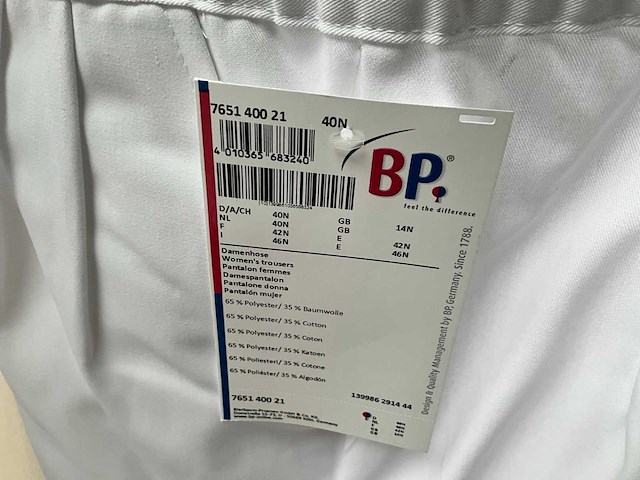 7651 400 21 40N
4 010365 683240
BP®
feel the difference
D/A/CH 40N GB 14N
NL 40N GB
F 42N E 42N
I 46N E 46N
Damenhose
Women's trousers
Pantalon femmes
Damespantalon
Pantalone donna
Pantalón mujer
65 % Polyester/ 35 % Baumwolle
65 % Polyester/ 35 % Cotton
65 % Polyester/ 35 % Coton
65 % Polyester/ 35 % Katoen
65 % Poliestere/ 35 % Cotone
65 % Poliéster/ 35 % Algodón
7651 400 21 139986 2914 44
Design & Quality Management by BP, Germany. Since 1788.